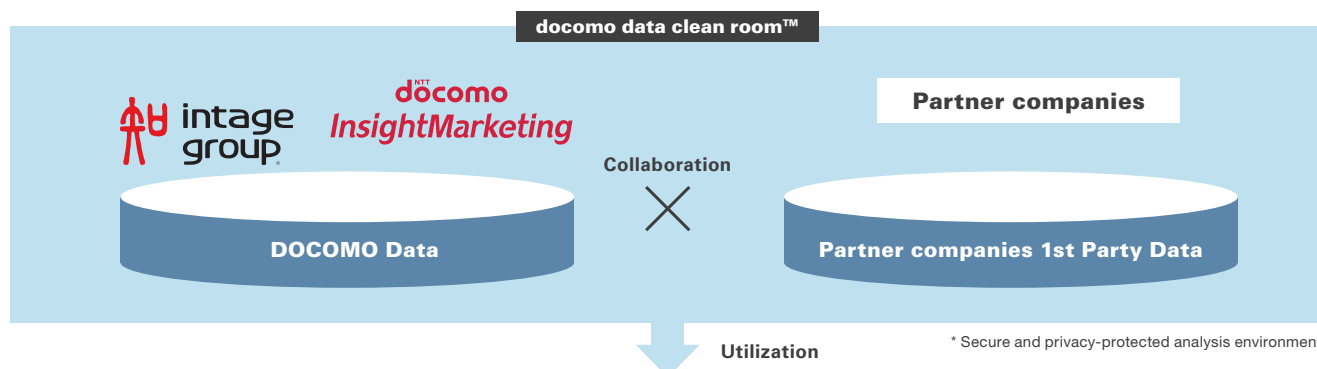 docomo data clean room™
intage
group®
NTT
döcomo
InsightMarketing
Partner companies
Collaboration
DOCOMO Data
Partner companies 1st Party Data
Utilization
* Secure and privacy-protected analysis environmen